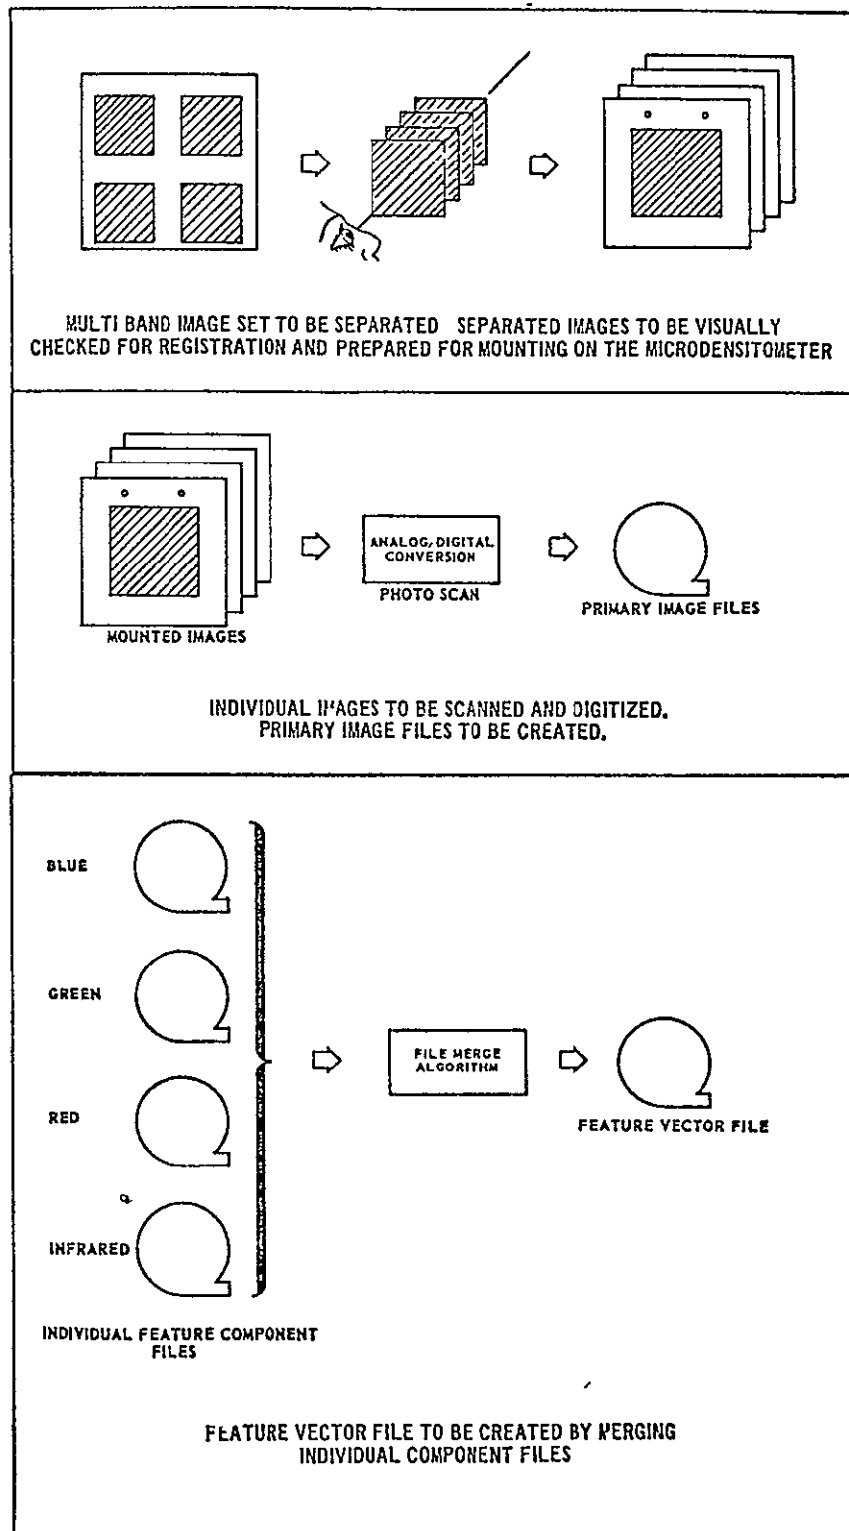 MULTI BAND IMAGE SET TO BE SEPARATED SEPARATED IMAGES TO BE VISUALLY
CHECKED FOR REGISTRATION AND PREPARED FOR MOUNTING ON THE MICRODENSITOMETER
ANALOG, DIGITAL
CONVERSION
PHOTO SCAN
MOUNTED IMAGES
PRIMARY IMAGE FILES
INDIVIDUAL IMAGES TO BE SCANNED AND DIGITIZED.
PRIMARY IMAGE FILES TO BE CREATED.
BLUE
GREEN
RED
INFRARED
FILE MERGE
ALGORITHM
FEATURE VECTOR FILE
INDIVIDUAL FEATURE COMPONENT
FILES
FEATURE VECTOR FILE TO BE CREATED BY MERGING
INDIVIDUAL COMPONENT FILES